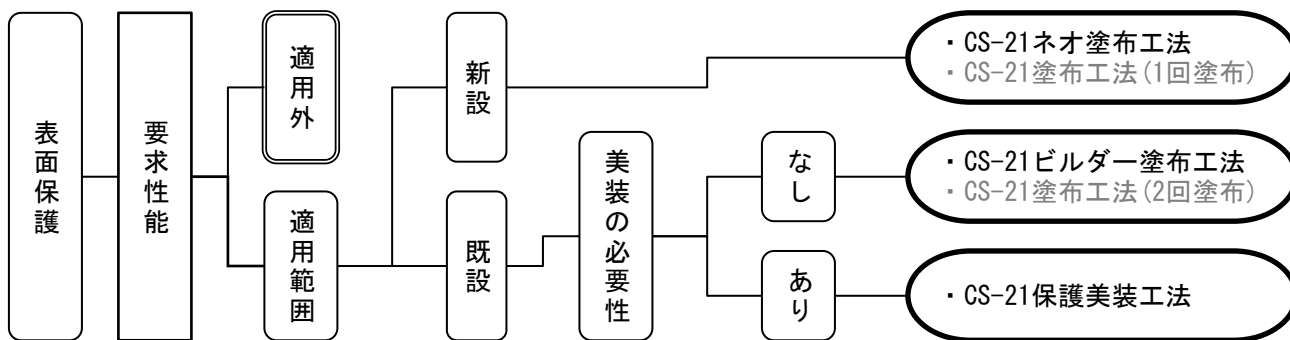 表面保護
要求性能
適用外
適用範囲
新設
既設
美装の必要性
なし
あり
・CS-21ネオ塗布工法
・CS-21塗布工法(1回塗布)
・CS-21ビルダー塗布工法
・CS-21塗布工法(2回塗布)
・CS-21保護美装工法